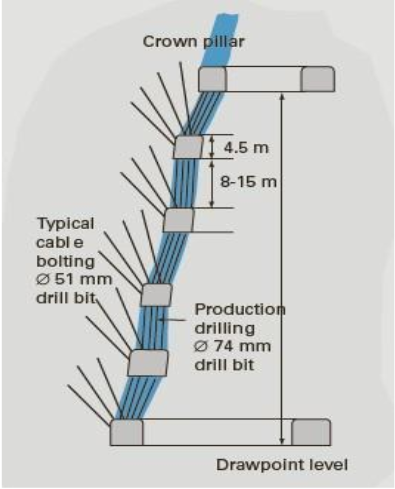 Crown pillar
4.5 m
8-15 m
Typical
cable
bolting
Ø 51 mm
drill bit
Production
drilling
Ø 74 mm
drill bit
Drawpoint level